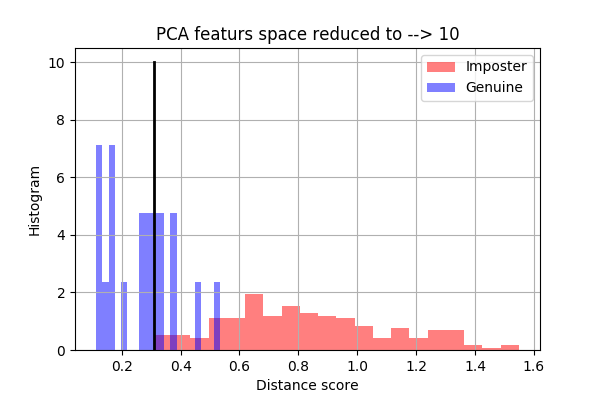 PCA featurs space reduced to --> 10
Imposter
Genuine
10
8
6
4
2
0
Histogram
0.2 0.4 0.6 0.8 1.0 1.2 1.4 1.6
Distance score